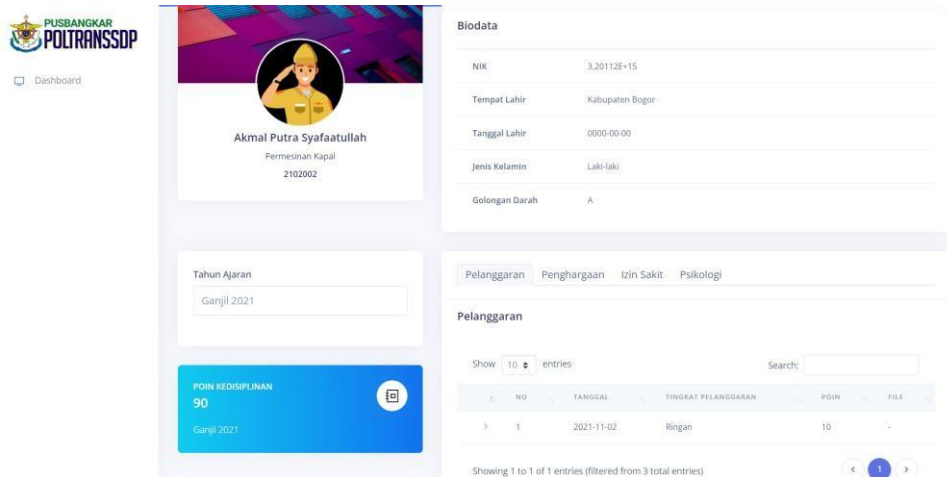 PUSBANGKAR
POLTRANSSDP
Dashboard
Akmal Putra Syafaatullah
Permesinan Kapal
2102002
Biodata
NIK 3,20112E+15
Tempat Lahir Kabupaten Bogor
Tanggal Lahir 0000-00-00
Jenis Kelamin Laki-laki
Golongan Darah A
Tahun Ajaran
Ganjil 2021
POIN KEDISIPLINAN
90
Ganjil 2021
Pelanggaran Penghargaan Izin Sakit Psikologi
Pelanggaran
Show 10 entries Search:
NO TANGGAL TINGKAT PELANGGARAN POIN FILE
1 2021-11-02 Ringan 10 -
Showing 1 to 1 of 1 entries (filtered from 3 total entries)
1